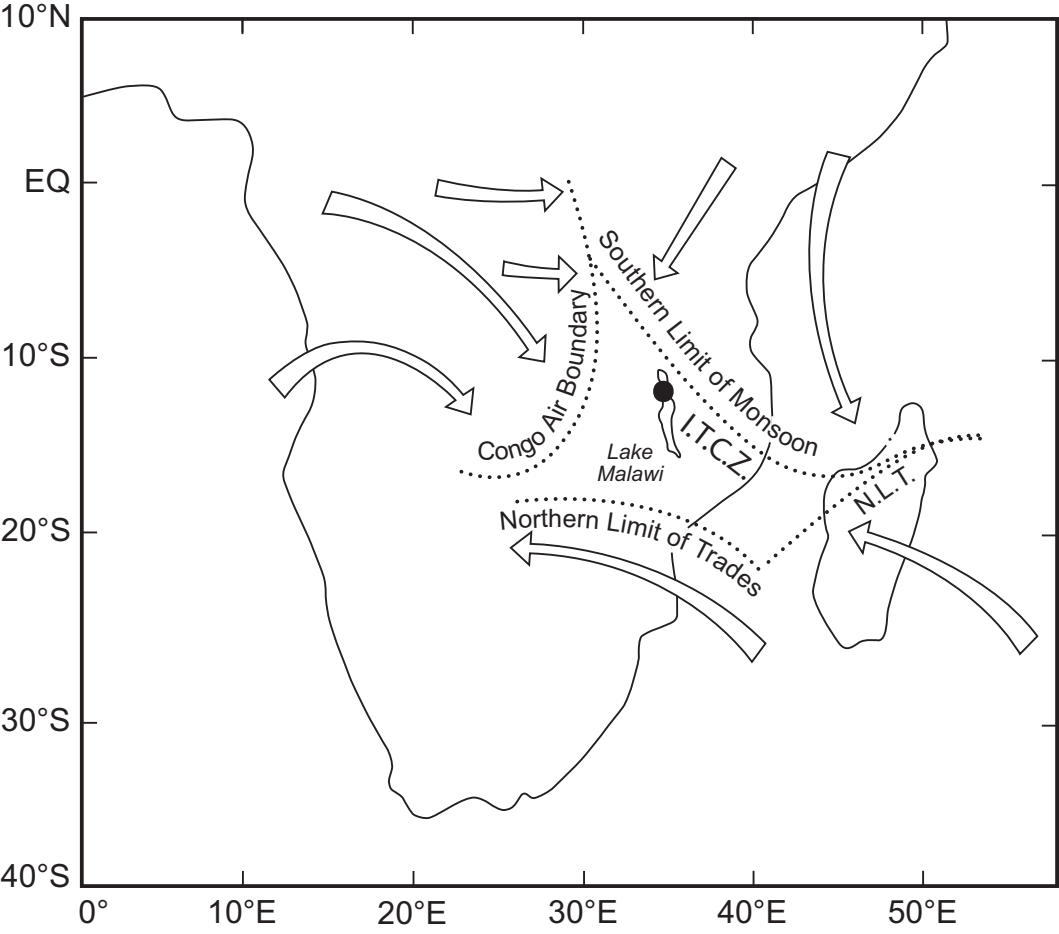 10°N
EQ
10°S
20°S
30°S
40°S
0°
10°E
20°E
30°E
40°E
50°E
Southern Limit of Monsoon
Congo Air Boundary
I.T.C.Z.
Lake
Malawi
N.L.T.
Northern Limit of Trades